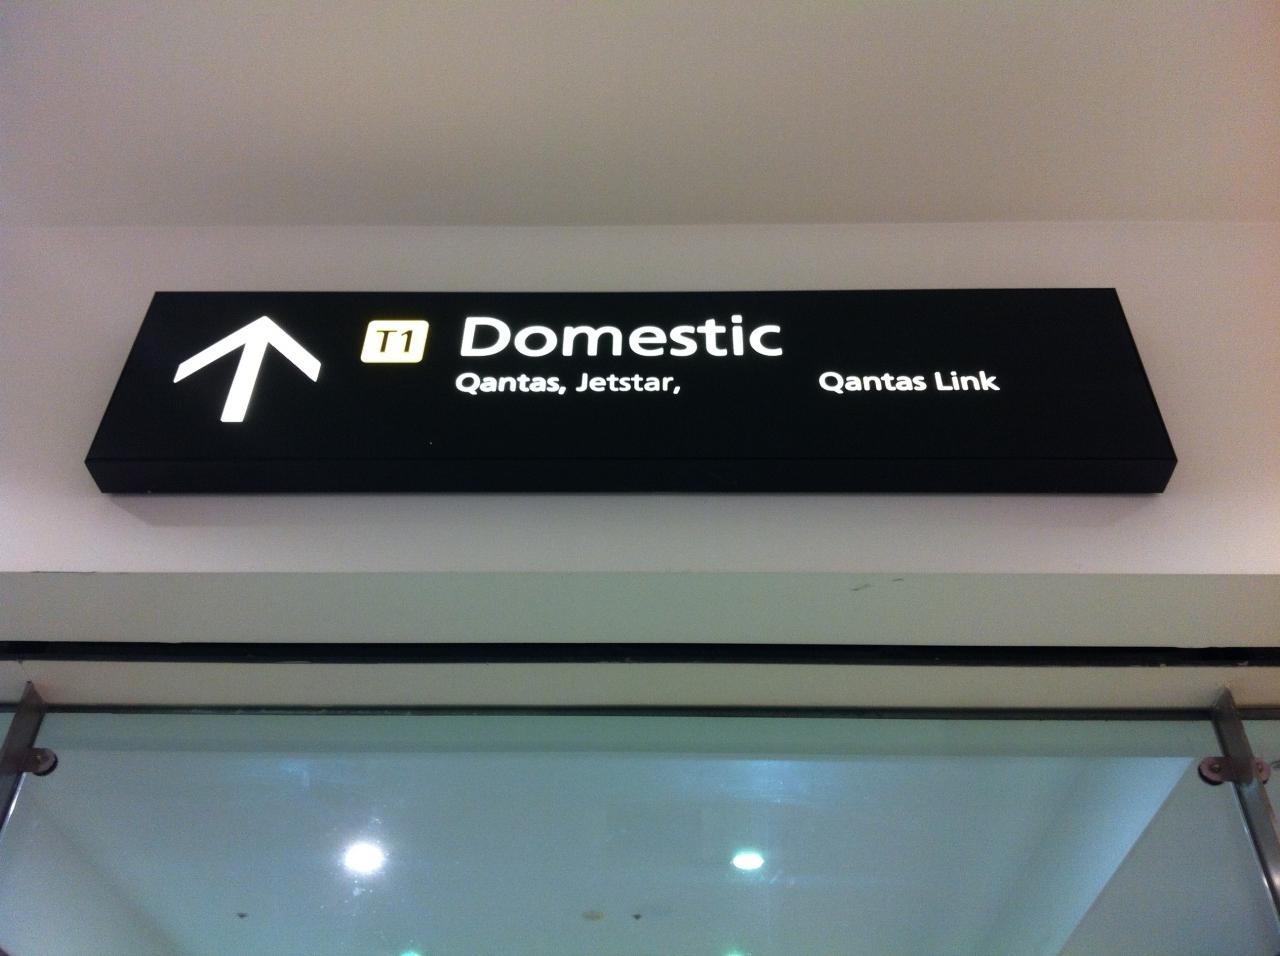 T1 Domestic
Qantas, Jetstar, Qantas Link